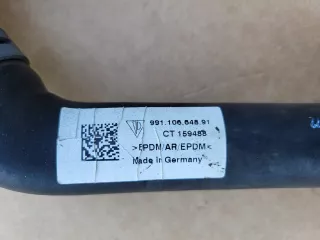 991.106.648.91
CT 159488
>EPDM/AR/EPDM<
Made in Germany